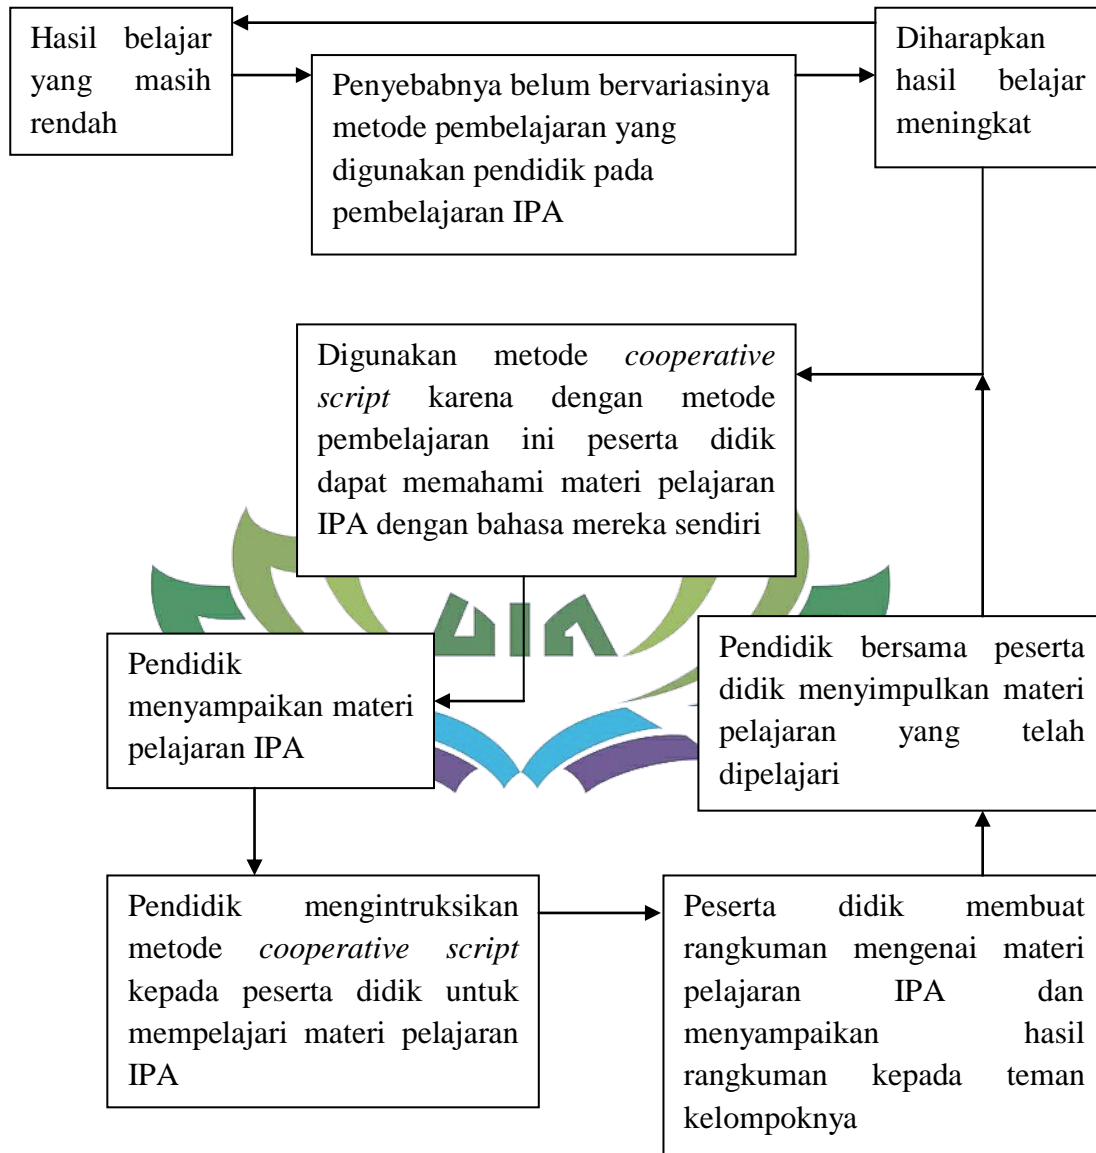 Hasil belajar
yang masih
rendah
Penyebabnya belum bervariasinya
metode pembelajaran yang
digunakan pendidik pada
pembelajaran IPA
Diharapkan
hasil belajar
meningkat
Digunakan metode cooperative
script karena dengan metode
pembelajaran ini peserta didik
dapat memahami materi pelajaran
IPA dengan bahasa mereka sendiri
Pendidik
menyampaikan materi
pelajaran IPA
Pendidik mengintruksikan
metode cooperative script
kepada peserta didik untuk
mempelajari materi pelajaran
IPA
Peserta didik membuat
rangkuman mengenai materi
pelajaran IPA dan
menyampaikan hasil
rangkuman kepada teman
kelompoknya
Pendidik bersama peserta
didik menyimpulkan materi
pelajaran yang telah
dipelajari